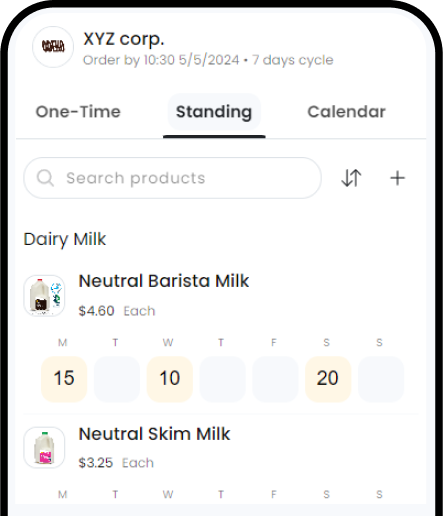 XYZ corp.
Order by 10:30 5/5/2024 • 7 days cycle
One-Time Standing Calendar
Search products
Dairy Milk
Neutral Barista Milk
$4.60 Each
M T W T F S S
15 10 20
Neutral Skim Milk
$3.25 Each
M T W T F S S